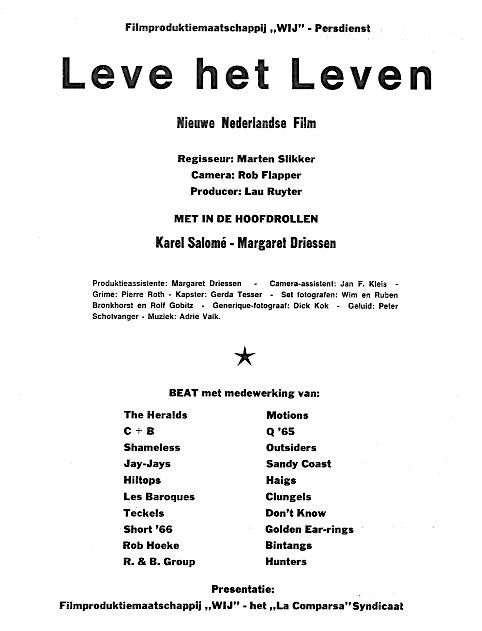 Filmproduktiemaatschappij „WIJ" - Persdienst
Leve het Leven
Nieuwe Nederlandse Film
Regisseur: Marten Slikker
Camera: Rob Flapper
Producer: Lau Ruyter
MET IN DE HOOFDROLLEN
Karel Salomé - Margaret Driessen
Produktieassistente: Margaret Driessen - Camera-assistent: Jan F. Kleis -
Grime: Pierre Roth - Kapster: Gerda Tesser - Set fotografen: Wim en Ruben
Bronkhorst en Rolf Gobitz - Generique-fotograaf: Dick Kok - Geluid: Peter
Schotvanger - Muziek: Adrie Valk.
BEAT met medewerking van:
The Heralds
C + B
Shameless
Jay-Jays
Hiltops
Les Baroques
Teckels
Short '66
Rob Hoeke
R. & B. Group
Motions
Q '65
Outsiders
Sandy Coast
Haigs
Clungels
Don't Know
Golden Ear-rings
Bintangs
Hunters
Presentatie:
Filmproduktiemaatschappij „WIJ" - het „La Comparsa" Syndicaat